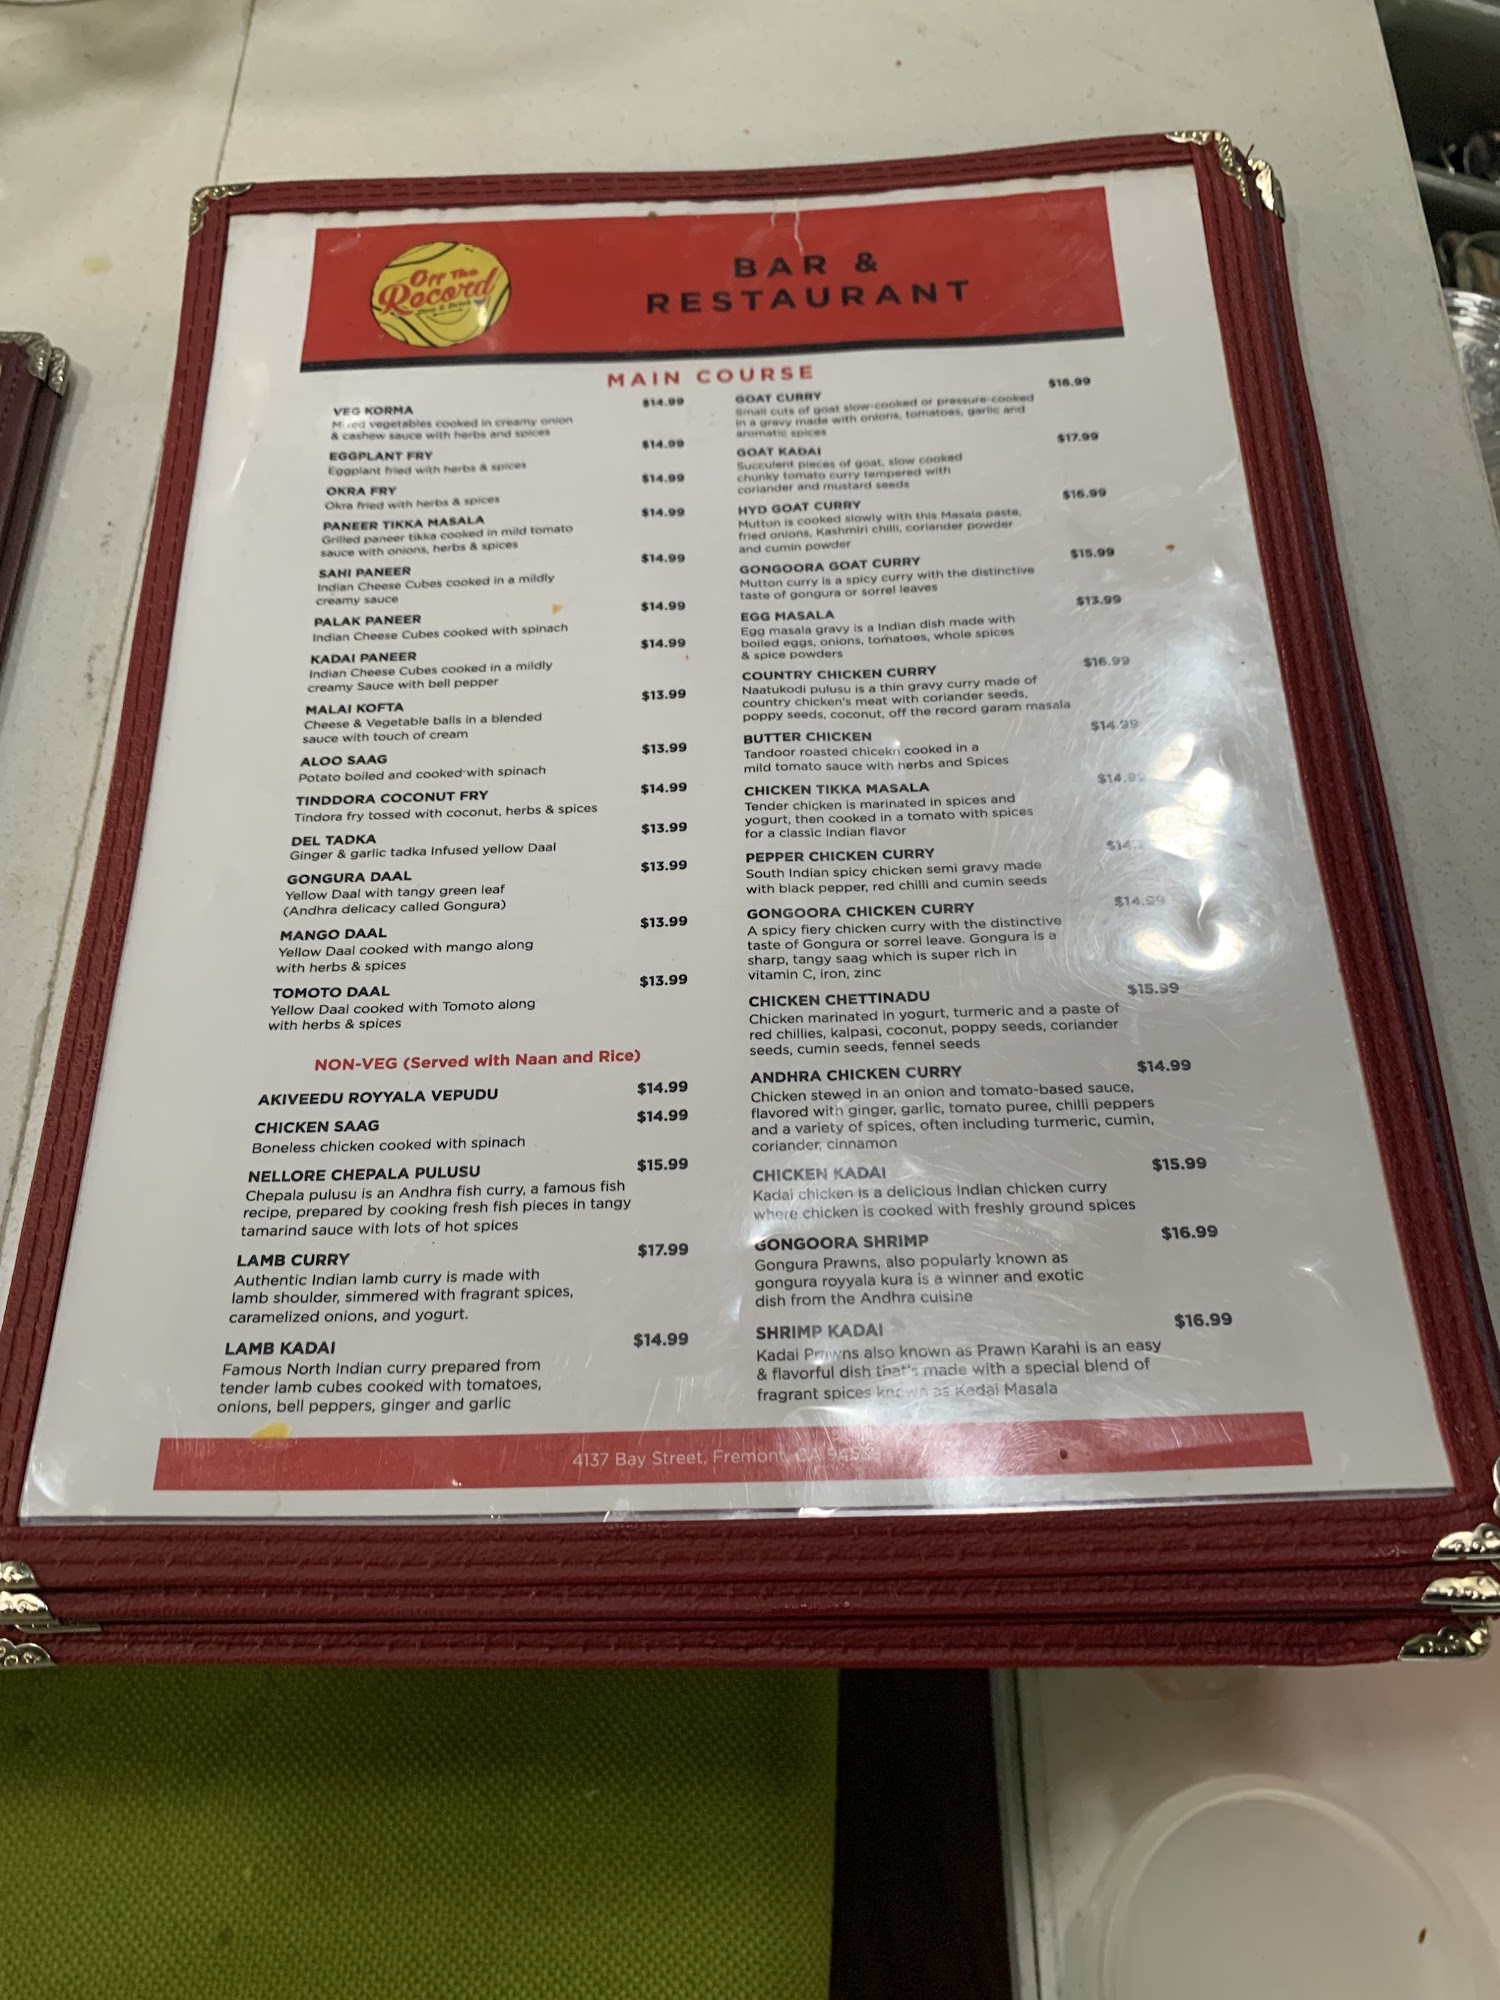 Off The
Record
BAR &
RESTAURANT
MAIN COURSE
VEG KORMA $14.99
Mixed vegetables cooked in creamy onion
& cashew sauce with herbs and spices
EGGPLANT FRY $14.99
Eggplant fried with herbs & spices
OKRA FRY $14.99
Okra fried with herbs & spices
PANEER TIKKA MASALA $14.99
Grilled paneer tikka cooked in mild tomato
sauce with onions, herbs & spices
SAHI PANEER $14.99
Indian Cheese Cubes cooked in a mildly
creamy sauce
PALAK PANEER $14.99
Indian Cheese Cubes cooked with spinach
KADAI PANEER $14.99
Indian Cheese Cubes cooked in a mildly
creamy Sauce with bell pepper
MALAI KOFTA $13.99
Cheese & Vegetable balls in a blended
sauce with touch of cream
ALOO SAAG $13.99
Potato boiled and cooked with spinach
TINDDORA COCONUT FRY $14.99
Tindora fry tossed with coconut, herbs & spices
DEL TADKA $13.99
Ginger & garlic tadka Infused yellow Daal
GONGURA DAAL $13.99
Yellow Daal with tangy green leaf
(Andhra delicacy called Gongura)
MANGO DAAL $13.99
Yellow Daal cooked with mango along
with herbs & spices
TOMOTO DAAL $13.99
Yellow Daal cooked with Tomoto along
with herbs & spices
NON-VEG (Served with Naan and Rice)
AKIVEEDU ROYYALA VEPUDU $14.99
CHICKEN SAAG $14.99
Boneless chicken cooked with spinach
NELLORE CHEPALA PULUSU $15.99
Chepala pulusu is an Andhra fish curry, a famous fish
recipe, prepared by cooking fresh fish pieces in tangy
tamarind sauce with lots of hot spices
LAMB CURRY $17.99
Authentic Indian lamb curry is made with
lamb shoulder, simmered with fragrant spices,
caramelized onions, and yogurt.
LAMB KADAI $14.99
Famous North Indian curry prepared from
tender lamb cubes cooked with tomatoes,
onions, bell peppers, ginger and garlic
GOAT CURRY $16.99
Small cuts of goat slow-cooked or pressure-cooked
in a gravy made with onions, tomatoes, garlic and
aromatic spices
GOAT KADAI $17.99
Succulent pieces of goat, slow cooked
chunky tomato curry tempered with
coriander and mustard seeds
HYD GOAT CURRY $16.99
Mutton is cooked slowly with this Masala paste,
fried onions, Kashmiri chilli, coriander powder
and cumin powder
GONGOORA GOAT CURRY $15.99
Mutton curry is a spicy curry with the distinctive
taste of gongura or sorrel leaves
EGG MASALA $13.99
Egg masala gravy is a Indian dish made with
boiled eggs, onions, tomatoes, whole spices
& spice powders
COUNTRY CHICKEN CURRY $16.99
Naatukodi pulusu is a thin gravy curry made of
country chicken's meat with coriander seeds,
poppy seeds, coconut, off the record garam masala
BUTTER CHICKEN $14.99
Tandoor roasted chicekn cooked in a
mild tomato sauce with herbs and Spices
CHICKEN TIKKA MASALA
Tender chicken is marinated in spices and
yogurt, then cooked in a tomato with spices
for a classic Indian flavor
PEPPER CHICKEN CURRY
South Indian spicy chicken semi gravy made
with black pepper, red chilli and cumin seeds
GONGOORA CHICKEN CURRY $14.99
A spicy fiery chicken curry with the distinctive
taste of Gongura or sorrel leave. Gongura is a
sharp, tangy saag which is super rich in
vitamin C, iron, zinc
CHICKEN CHETTINADU $15.99
Chicken marinated in yogurt, turmeric and a paste of
red chillies, kalpasi, coconut, poppy seeds, coriander
seeds, cumin seeds, fennel seeds
ANDHRA CHICKEN CURRY $14.99
Chicken stewed in an onion and tomato-based sauce,
flavored with ginger, garlic, tomato puree, chilli peppers
and a variety of spices, often including turmeric, cumin,
coriander, cinnamon
CHICKEN KADAI $15.99
Kadai chicken is a delicious Indian chicken curry
where chicken is cooked with freshly ground spices
GONGOORA SHRIMP $16.99
Gongura Prawns, also popularly known as
gongura royyala kura is a winner and exotic
dish from the Andhra cuisine
SHRIMP KADAI $16.99
Kadai Prawns also known as Prawn Karahi is an easy
& flavorful dish that's made with a special blend of
fragrant spices known as Kadai Masala
4137 Bay Street, Fremont, CA